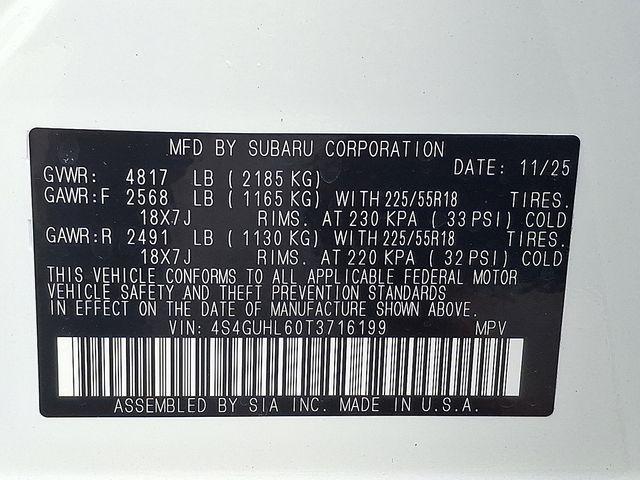 MFD BY SUBARU CORPORATION
DATE: 11/25
GVWR: 4817 LB ( 2185 KG)
GAWR:F 2568 LB ( 1165 KG) WITH 225/55R18 TIRES.
18X7J RIMS. AT 230 KPA ( 33 PSI) COLD
GAWR:R 2491 LB ( 1130 KG) WITH 225/55R18 TIRES.
18X7J RIMS. AT 220 KPA ( 32 PSI) COLD
THIS VEHICLE CONFORMS TO ALL APPLICABLE FEDERAL MOTOR
VEHICLE SAFETY AND THEFT PREVENTION STANDARDS
IN EFFECT ON THE DATE OF MANUFACTURE SHOWN ABOVE.
VIN: 4S4GUHL60T3716199 MPV
ASSEMBLED BY SIA INC. MADE IN U.S.A.